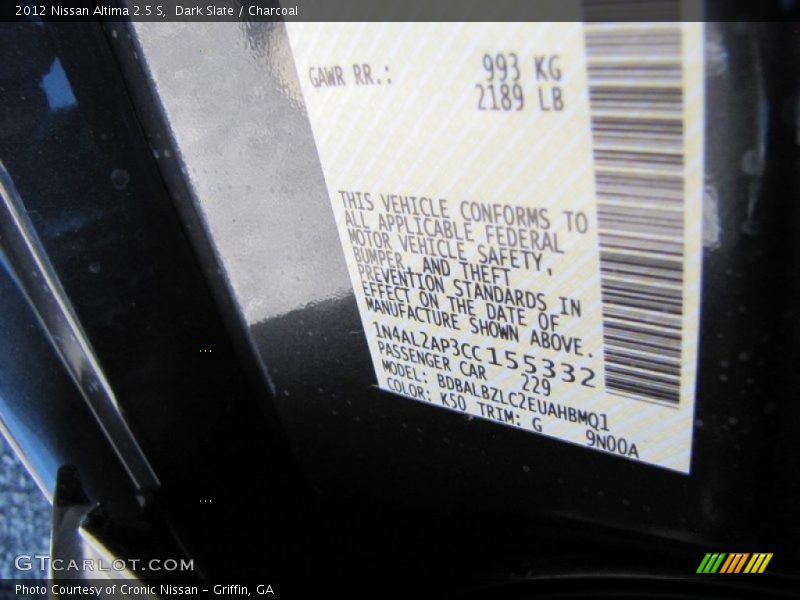 2012 Nissan Altima 2.5 S,  Dark Slate / Charcoal
GAWR RR.: 993 KG
2189 LB
THIS VEHICLE CONFORMS TO
ALL APPLICABLE FEDERAL
MOTOR VEHICLE SAFETY,
BUMPER, AND THEFT
PREVENTION STANDARDS IN
EFFECT ON THE DATE OF
MANUFACTURE SHOWN ABOVE.
1N4AL2AP3CC155332
PASSENGER CAR 229
MODEL: BDBALBZLC2EUAHBMQ1
COLOR: K50 TRIM: G 9N00A
GTCARLOT.COM
Photo Courtesy of Cronic Nissan - Griffin, GA